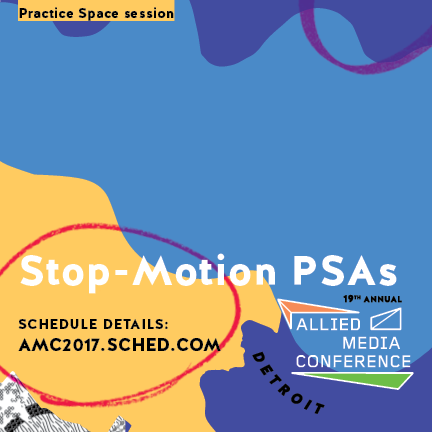 Practice Space session
Stop-Motion PSAs
19TH ANNUAL
SCHEDULE DETAILS:
AMC2017.SCHED.COM
ALLIED
MEDIA
CONFERENCE
DETROIT